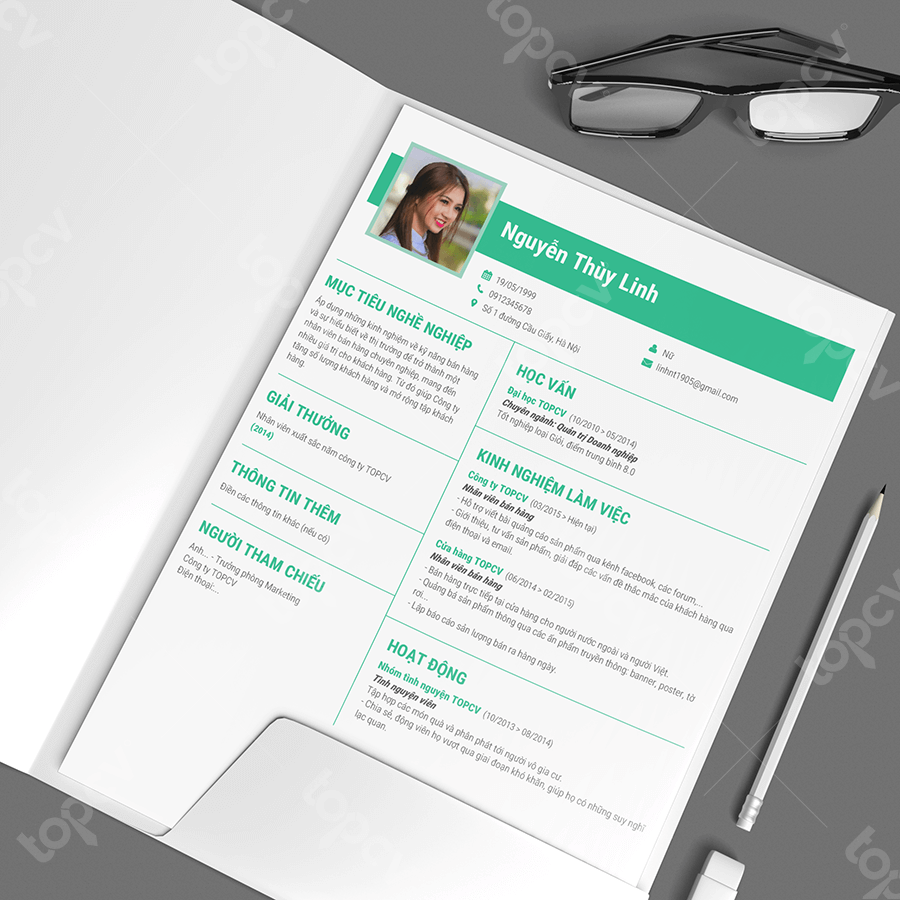 Nguyễn Thùy Linh
19/05/1999
0912345678
Số 1 đường Cầu Giấy, Hà Nội
Nữ
linhnt1905@gmail.com
MỤC TIÊU NGHỀ NGHIỆP
Áp dụng những kinh nghiệm về kỹ năng bán hàng
và sự hiểu biết về thị trường để trở thành một
nhân viên bán hàng chuyên nghiệp, mang đến
nhiều giá trị cho khách hàng. Từ đó giúp Công ty
tăng số lượng khách hàng và mở rộng tập khách
hàng.
GIẢI THƯỞNG
Nhân viên xuất sắc năm công ty TOPCV
(2014)
THÔNG TIN THÊM
Điền các thông tin khác (nếu có)
NGƯỜI THAM CHIẾU
Anh... - Trưởng phòng Marketing
Công ty TOPCV
Điện thoại:...
HỌC VẤN
Đại học TOPCV (10/2010 > 05/2014)
Chuyên ngành: Quản trị Doanh nghiệp
Tốt nghiệp loại Giỏi, điểm trung bình 8.0
KINH NGHIỆM LÀM VIỆC
Công ty TOPCV (03/2015 > Hiện tại)
Nhân viên bán hàng
- Hỗ trợ viết bài quảng cáo sản phẩm qua kênh facebook, các forum,...
- Giới thiệu, tư vấn sản phẩm, giải đáp các vấn đề thắc mắc của khách hàng qua
điện thoại và email.
Cửa hàng TOPCV (06/2014 > 02/2015)
Nhân viên bán hàng
- Bán hàng trực tiếp tại cửa hàng cho người nước ngoài và người Việt.
- Quảng bá sản phẩm thông qua các ấn phẩm truyền thông: banner, poster, tờ
rơi...
- Lập báo cáo sản lượng bán ra hàng ngày.
HOẠT ĐỘNG
Nhóm tình nguyện TOPCV (10/2013 > 08/2014)
Tình nguyện viên
Tập hợp các món quà và phân phát tới người vô gia cư.
- Chia sẻ, động viên họ vượt qua giai đoạn khó khăn, giúp họ có những suy nghĩ
lạc quan.
topcv
topcv
topcv
topcv
topcv
topcv
topcv